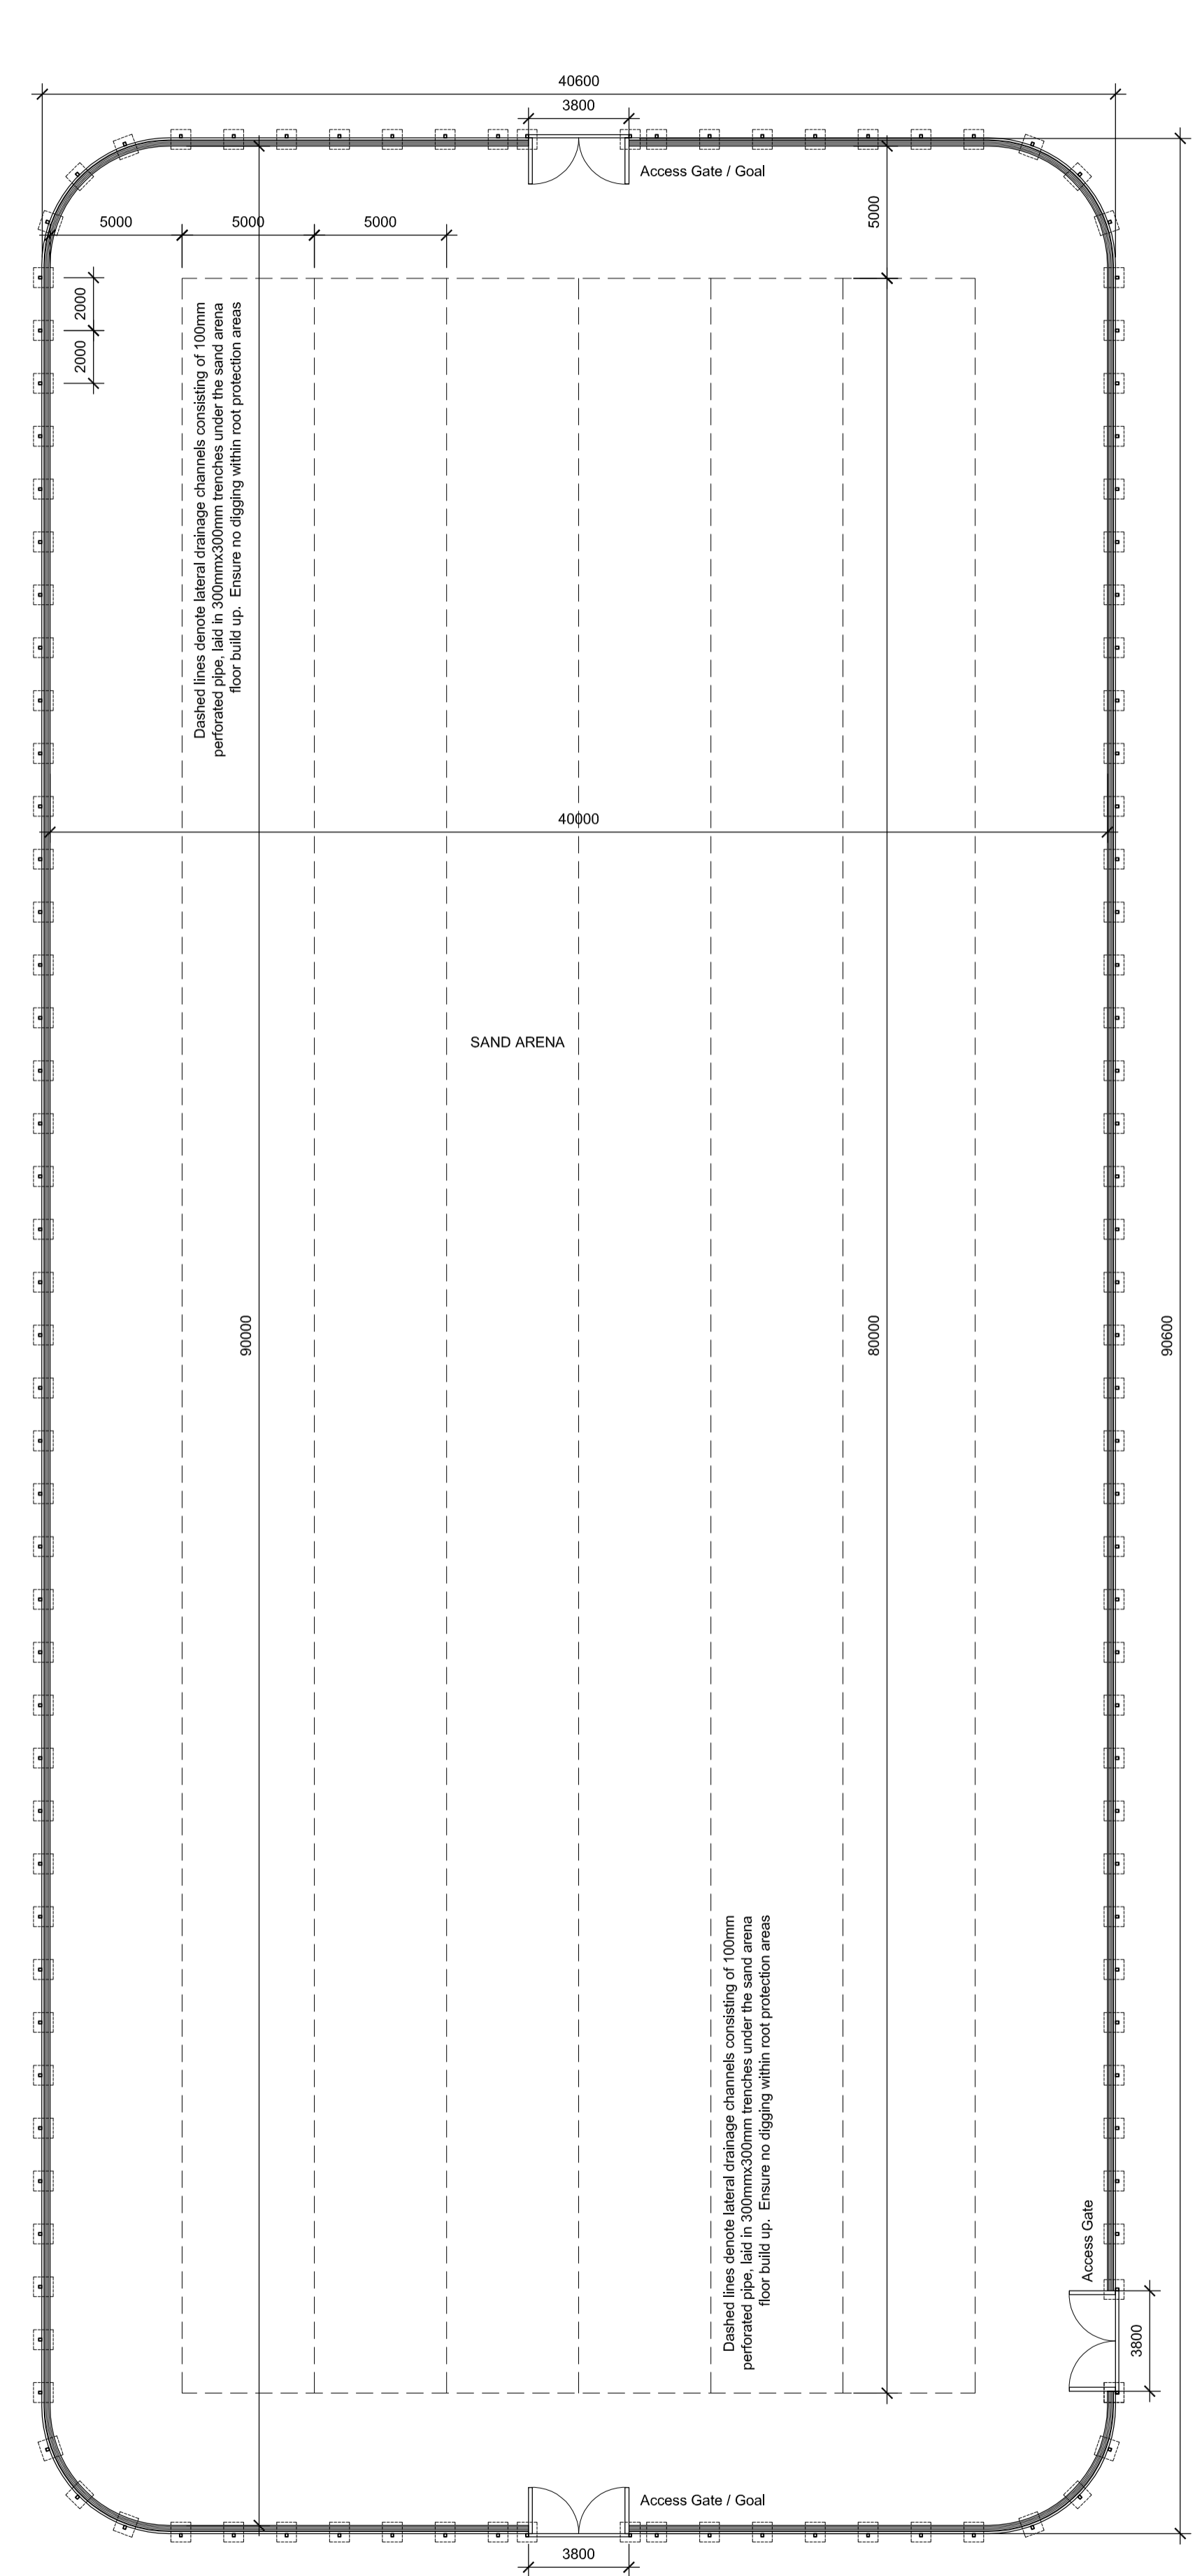 40600
3800
Access Gate / Goal
5000
5000
5000
5000
2000
2000
Dashed lines denote lateral drainage channels consisting of 100mm
perforated pipe, laid in 300mmx300mm trenches under the sand arena
floor build up.  Ensure no digging within root protection areas
40000
SAND ARENA
90000
80000
90600
Dashed lines denote lateral drainage channels consisting of 100mm
perforated pipe, laid in 300mmx300mm trenches under the sand arena
floor build up.  Ensure no digging within root protection areas
Access Gate
3800
Access Gate / Goal
3800